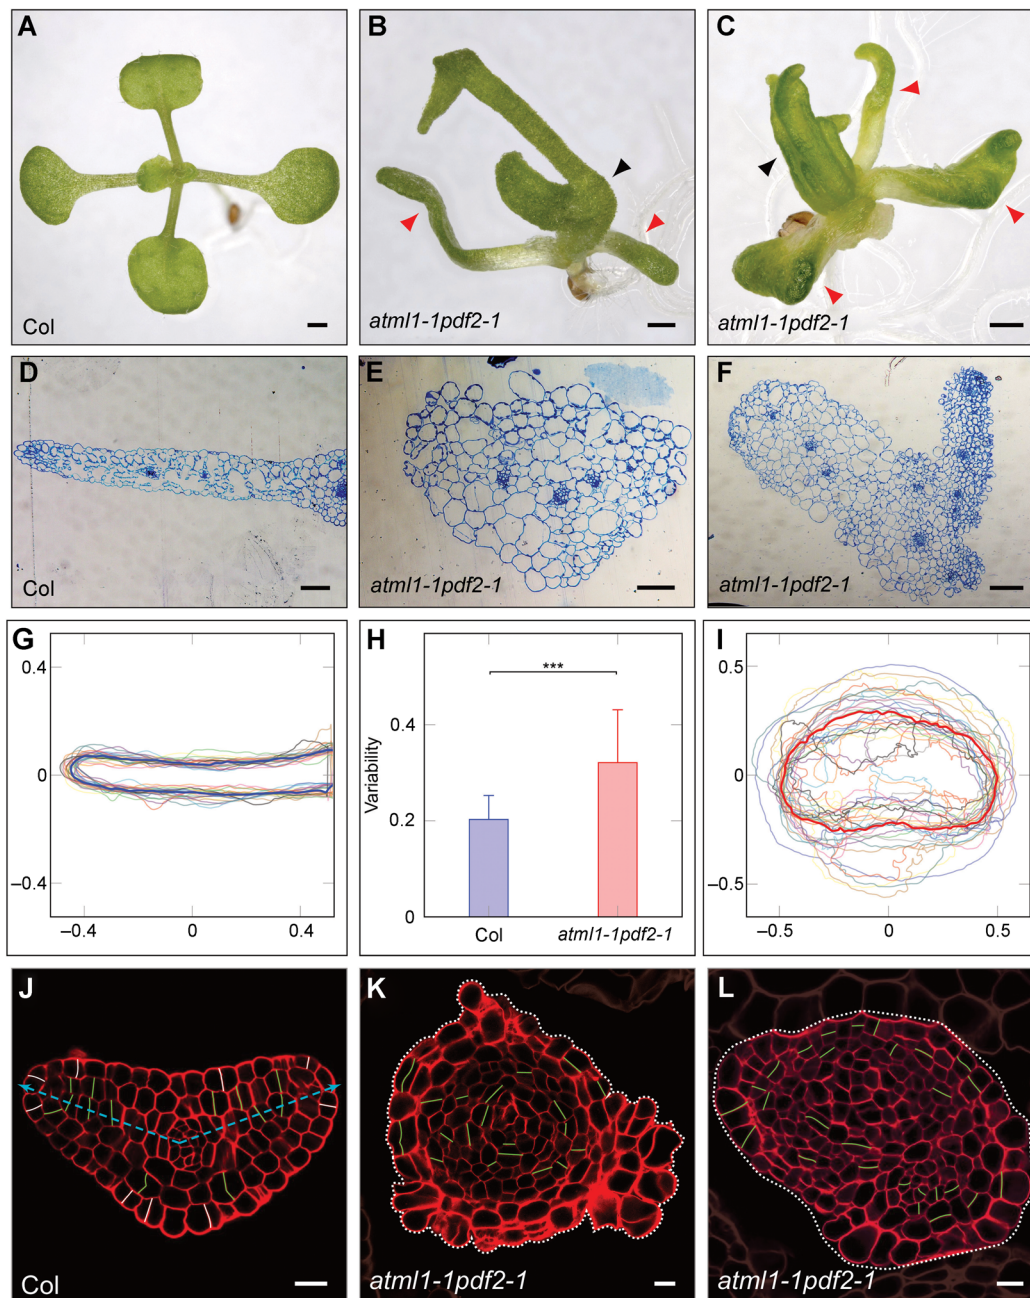 A
B
C
Col
atml1-1pdf2-1
atml1-1pdf2-1
D
E
F
Col
atml1-1pdf2-1
atml1-1pdf2-1
G
H
I
0.4
0
–0.4
–0.4
0
0.4
***
Variability
0.4
0.2
0
Col
atml1-1pdf2-1
0.5
0
–0.5
–0.5
0
0.5
J
K
L
Col
atml1-1pdf2-1
atml1-1pdf2-1